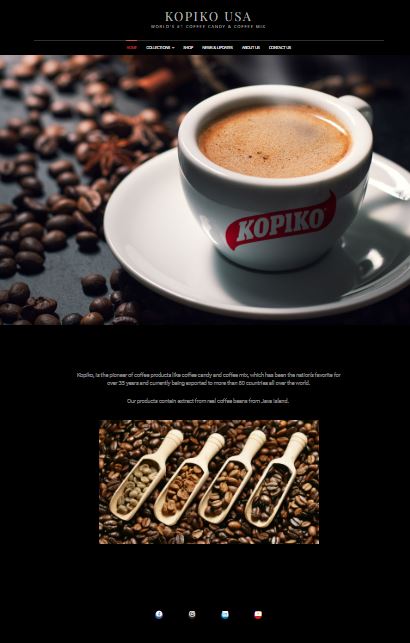 KOPIKO USA
WORLD'S #1 COFFEE CANDY & COFFEE MIX
HOME COLLECTIONS SHOP NEWS & UPDATES ABOUT US CONTACT US
KOPIKO
Kopiko, is the pioneer of coffee products like coffee candy and coffee mix, which has been the nation's favorite for
over 35 years and currently being exported to more than 80 countries all over the world.
Our products contain extract from real coffee beans from Java Island.